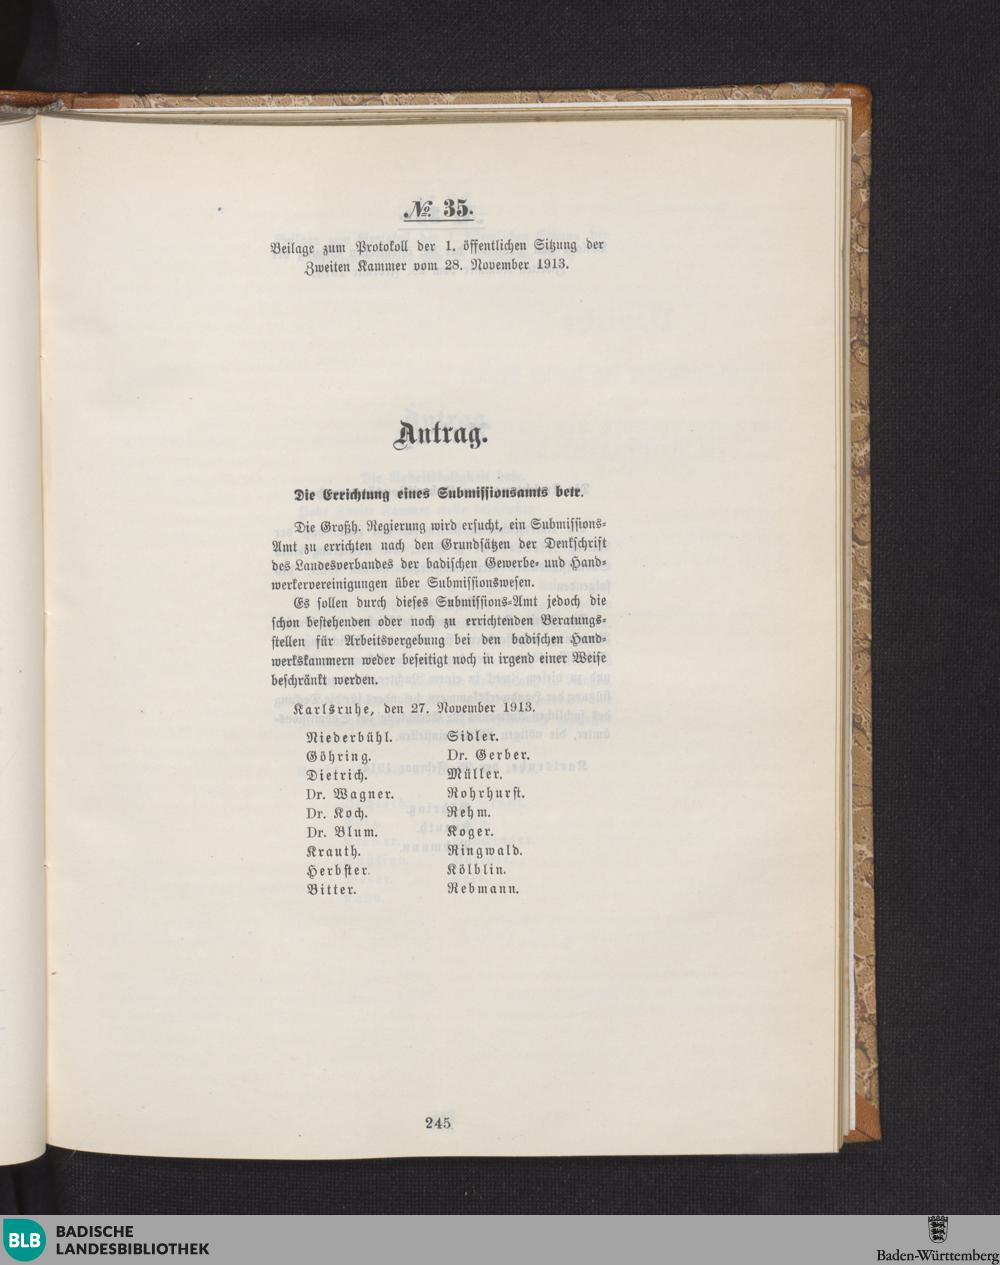 № 35.
Beilage zum Protokoll der 1. öffentlichen Sitzung der
Zweiten Kammer vom 28. November 1913.
Antrag.
Die Errichtung eines Submissionsamts betr.
Die Großh. Regierung wird ersucht, ein Submissions-
Amt zu errichten nach den Grundsätzen der Denkschrift
des Landesverbandes der badischen Gewerbe- und Hand-
werkervereinigungen über Submissionswesen.
Es sollen durch dieses Submissions-Amt jedoch die
schon bestehenden oder noch zu errichtenden Beratungs-
stellen für Arbeitsvergebung bei den badischen Hand-
werkskammern weder beseitigt noch in irgend einer Weise
beschränkt werden.
Karlsruhe, den 27. November 1913.
Niederbühl. Sidler.
Göhring. Dr. Gerber.
Dietrich. Müller.
Dr. Wagner. Rohrhurst.
Dr. Koch. Rehm.
Dr. Blum. Koger.
Krauth. Ringwald.
Herbster. Kölblin.
Bitter. Rebmann.
245
BLB BADISCHE
LANDESBIBLIOTHEK
Baden-Württemberg